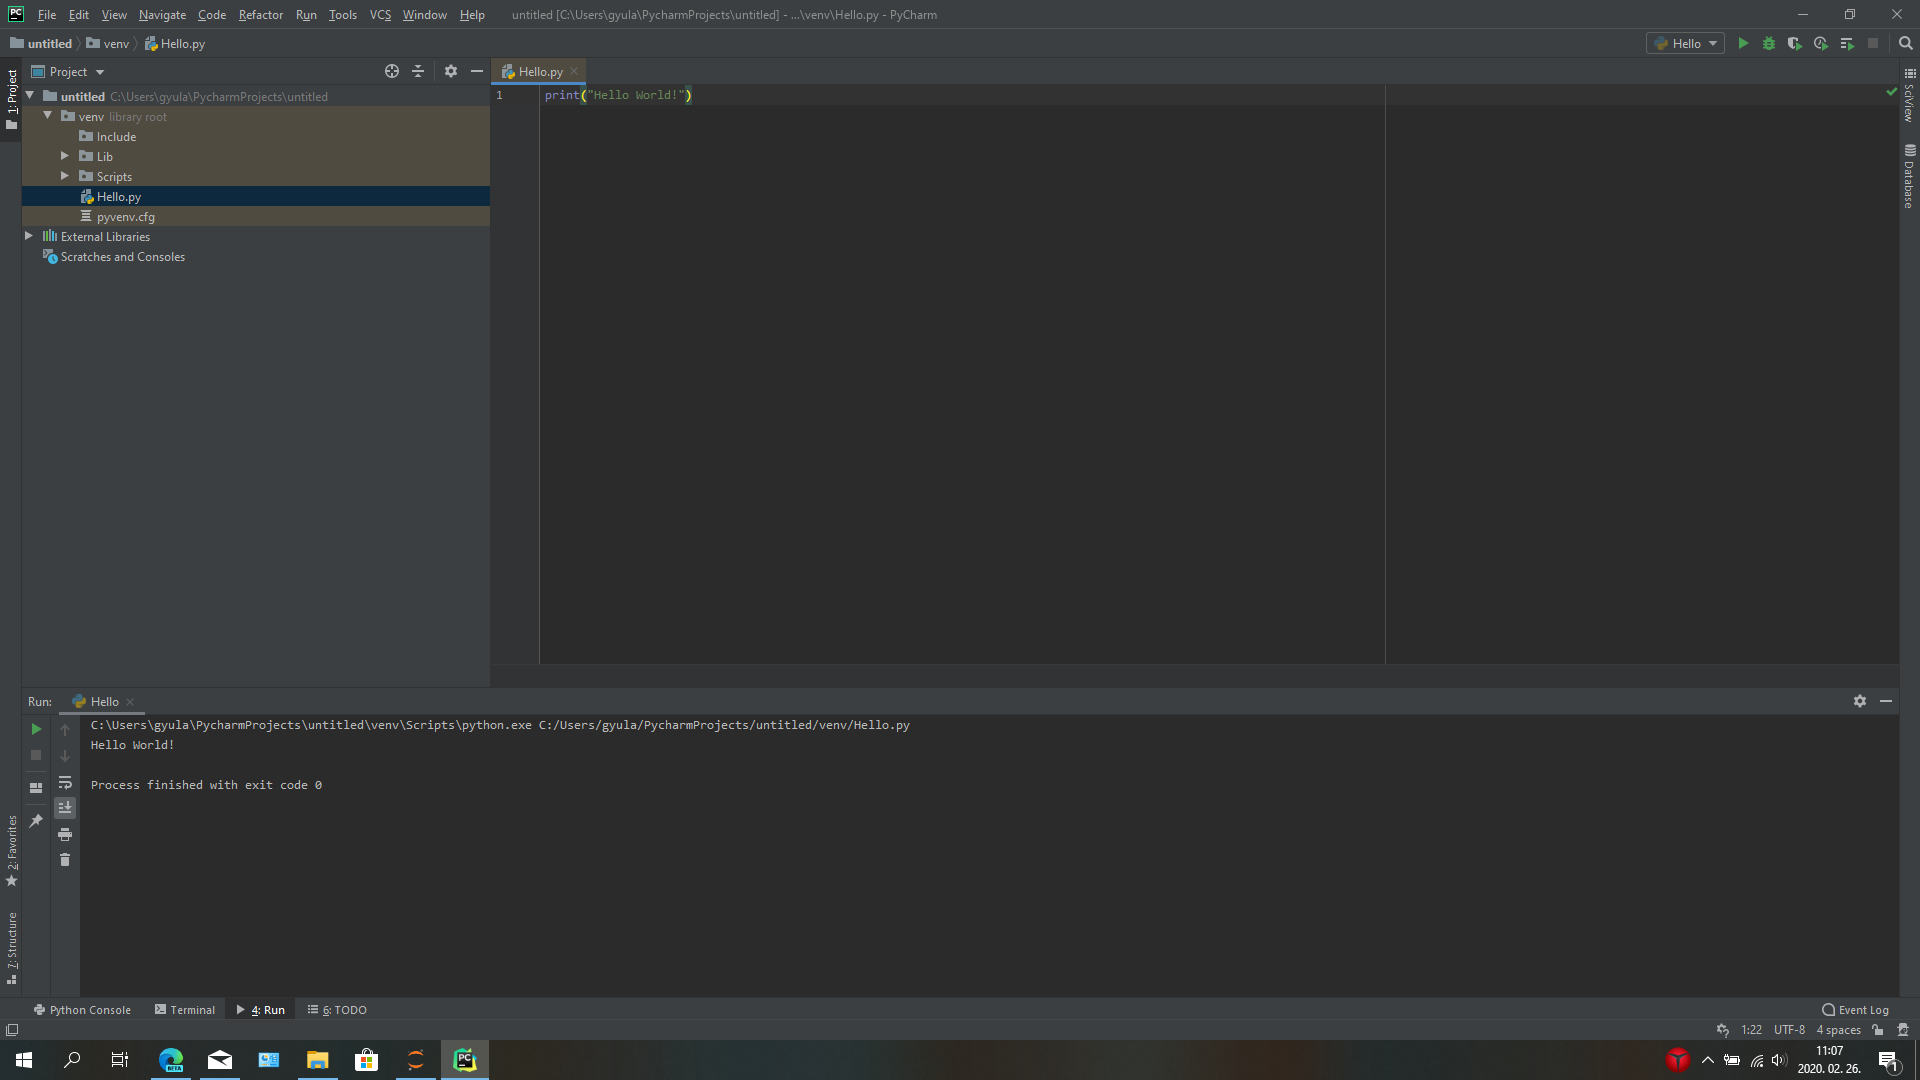 File Edit View Navigate Code Refactor Run Tools VCS Window Help untitled [C:\Users\gyula\PycharmProjects\untitled] - ...\venv\Hello.py - PyCharm
untitled venv Hello.py
Hello
1: Project
Project
Hello.py
untitled C:\Users\gyula\PycharmProjects\untitled
venv library root
Include
Lib
Scripts
Hello.py
pyvenv.cfg
External Libraries
Scratches and Consoles
1 print("Hello World!")
SciView
Database
Run: Hello
C:\Users\gyula\PycharmProjects\untitled\venv\Scripts\python.exe C:/Users/gyula/PycharmProjects/untitled/venv/Hello.py
Hello World!
Process finished with exit code 0
2: Favorites
7: Structure
Python Console Terminal 4: Run 6: TODO Event Log
1:22 UTF-8 4 spaces
BETA
PC
11:07
2020. 02. 26.
1